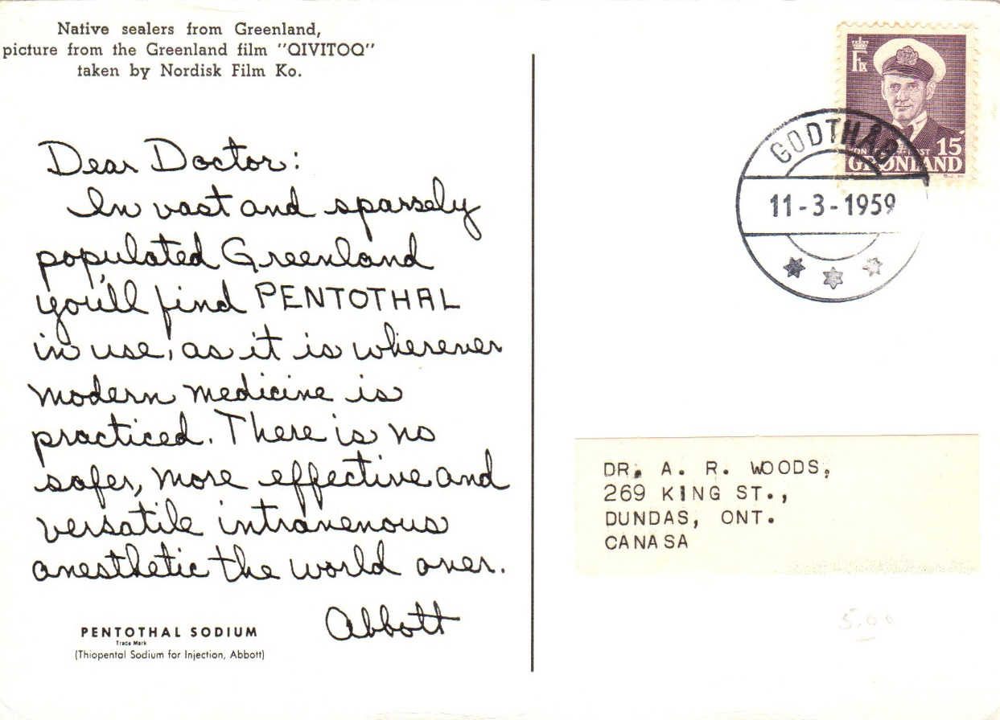 Native sealers from Greenland,
picture from the Greenland film "QIVITOQ"
taken by Nordisk Film Ko.
Dear Doctor:
In vast and sparsely
populated Greenland
you'll find PENTOTHAL
in use, as it is wherever
modern medicine is
practiced. There is no
safer, more effective and
versatile intravenous
anesthetic the world over.
Abbott
PENTOTHAL SODIUM
Trade Mark
(Thiopental Sodium for Injection, Abbott)
F IX
15
GRØNLAND
GODTHÅB
11-3-1959
DR. A. R. WOODS,
269 KING ST.,
DUNDAS, ONT.
CANASA
5.00